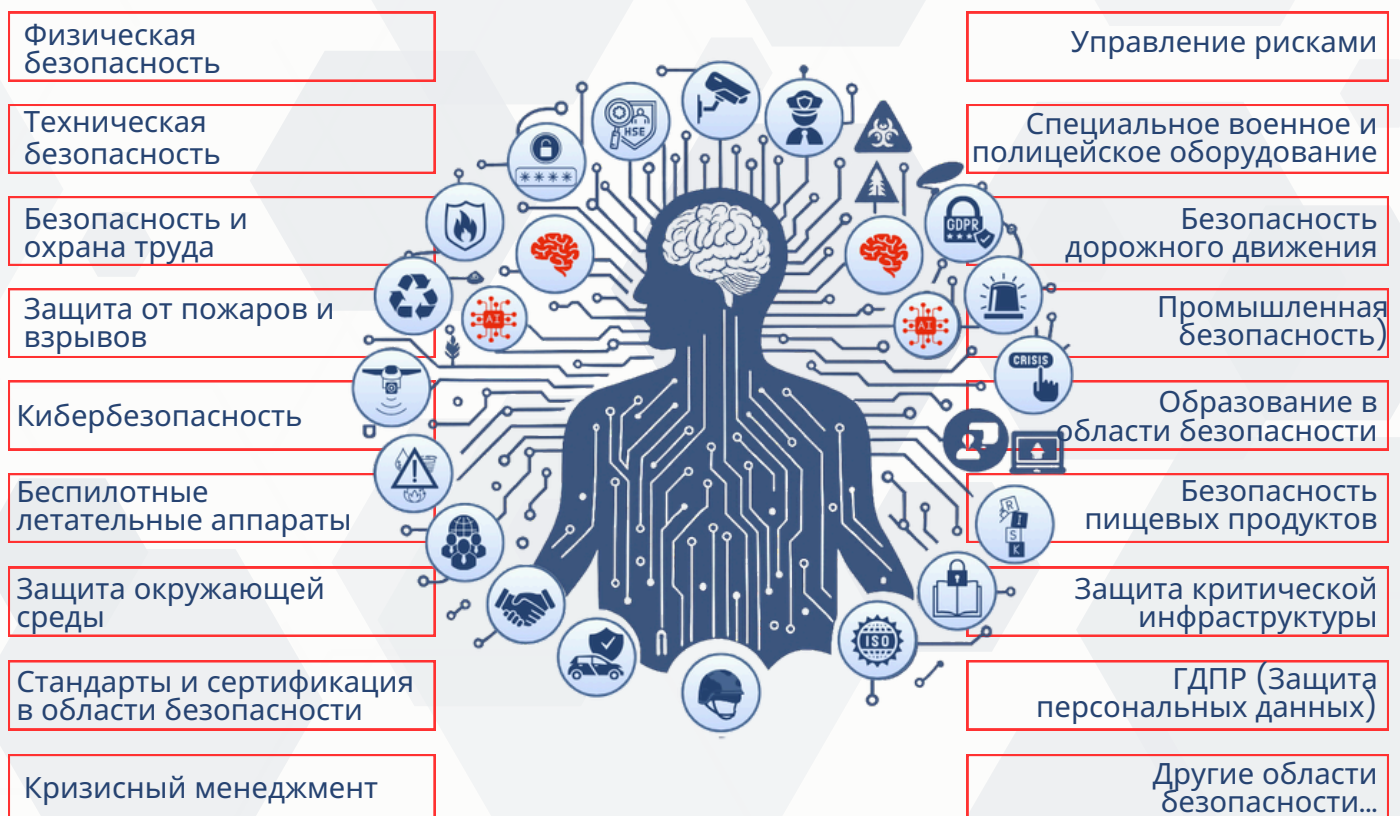 Физическая
безопасность
Техническая
безопасность
Безопасность и
охрана труда
Защита от пожаров и
взрывов
Кибербезопасность
Беспилотные
летательные аппараты
Защита окружающей
среды
Стандарты и сертификация
в области безопасности
Кризисный менеджмент
HSE
****
GDPR
****
AI
AI
CRISIS
R
I
S
K
ISO
Управление рисками
Специальное военное и
полицейское оборудование
Безопасность
дорожного движения
Промышленная
безопасность)
Образование в
области безопасности
Безопасность
пищевых продуктов
Защита критической
инфраструктуры
ГДПР (Защита
персональных данных)
Другие области
безопасности...